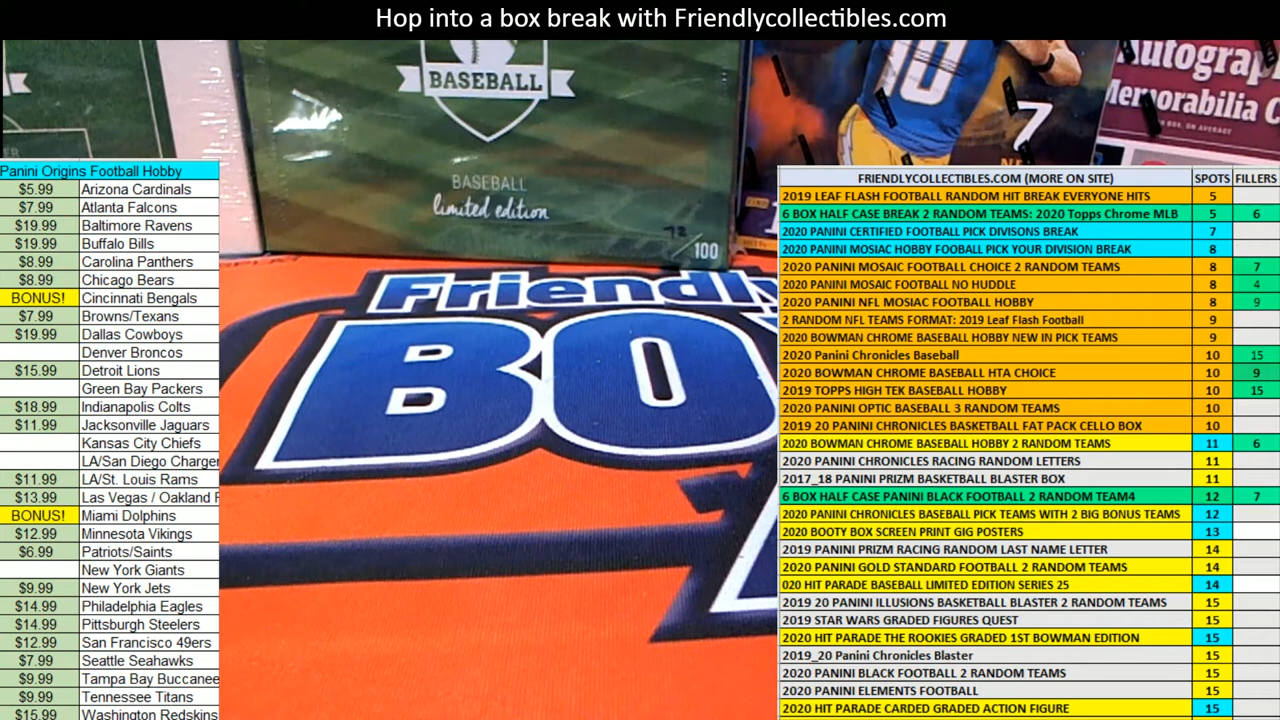 Hop into a box break with Friendlycollectibles.com
BASEBALL
BASEBALL
limited edition
72/100
10
7
Autograp
Memorabilia C
BOX, ON AVERAGE
Friendly
BO
Panini Origins Football Hobby
$5.99 Arizona Cardinals
$7.99 Atlanta Falcons
$19.99 Baltimore Ravens
$19.99 Buffalo Bills
$8.99 Carolina Panthers
$8.99 Chicago Bears
BONUS! Cincinnati Bengals
$7.99 Browns/Texans
$19.99 Dallas Cowboys
Denver Broncos
$15.99 Detroit Lions
Green Bay Packers
$18.99 Indianapolis Colts
$11.99 Jacksonville Jaguars
Kansas City Chiefs
LA/San Diego Charger
$11.99 LA/St. Louis Rams
$13.99 Las Vegas / Oakland R
BONUS! Miami Dolphins
$12.99 Minnesota Vikings
$6.99 Patriots/Saints
New York Giants
$9.99 New York Jets
$14.99 Philadelphia Eagles
$14.99 Pittsburgh Steelers
$12.99 San Francisco 49ers
$7.99 Seattle Seahawks
$9.99 Tampa Bay Buccanee
$9.99 Tennessee Titans
$15.99 Washington Redskins
FRIENDLYCOLLECTIBLES.COM (MORE ON SITE) SPOTS FILLERS
2019 LEAF FLASH FOOTBALL RANDOM HIT BREAK EVERYONE HITS 5
6 BOX HALF CASE BREAK 2 RANDOM TEAMS: 2020 Topps Chrome MLB 5 6
2020 PANINI CERTIFIED FOOTBALL PICK DIVISONS BREAK 7
2020 PANINI MOSIAC HOBBY FOOBALL PICK YOUR DIVISION BREAK 8
2020 PANINI MOSAIC FOOTBALL CHOICE 2 RANDOM TEAMS 8 7
2020 PANINI MOSAIC FOOTBALL NO HUDDLE 8 4
2020 PANINI NFL MOSIAC FOOTBALL HOBBY 8 9
2 RANDOM NFL TEAMS FORMAT: 2019 Leaf Flash Football 9
2020 BOWMAN CHROME BASEBALL HOBBY NEW IN PICK TEAMS 9
2020 Panini Chronicles Baseball 10 15
2020 BOWMAN CHROME BASEBALL HTA CHOICE 10 9
2019 TOPPS HIGH TEK BASEBALL HOBBY 10 15
2020 PANINI OPTIC BASEBALL 3 RANDOM TEAMS 10
2019 20 PANINI CHRONICLES BASKETBALL FAT PACK CELLO BOX 10
2020 BOWMAN CHROME BASEBALL HOBBY 2 RANDOM TEAMS 11 6
2020 PANINI CHRONICLES RACING RANDOM LETTERS 11
2017_18 PANINI PRIZM BASKETBALL BLASTER BOX 11
6 BOX HALF CASE PANINI BLACK FOOTBALL 2 RANDOM TEAM4 12 7
2020 PANINI CHRONICLES BASEBALL PICK TEAMS WITH 2 BIG BONUS TEAMS 12
2020 BOOTY BOX SCREEN PRINT GIG POSTERS 13
2019 PANINI PRIZM RACING RANDOM LAST NAME LETTER 14
2020 PANINI GOLD STANDARD FOOTBALL 2 RANDOM TEAMS 14
020 HIT PARADE BASEBALL LIMITED EDITION SERIES 25 14
2019 20 PANINI ILLUSIONS BASKETBALL BLASTER 2 RANDOM TEAMS 15
2019 STAR WARS GRADED FIGURES QUEST 15
2020 HIT PARADE THE ROOKIES GRADED 1ST BOWMAN EDITION 15
2019_20 Panini Chronicles Blaster 15
2020 PANINI BLACK FOOTBALL 2 RANDOM TEAMS 15
2020 PANINI ELEMENTS FOOTBALL 15
2020 HIT PARADE CARDED GRADED ACTION FIGURE 15